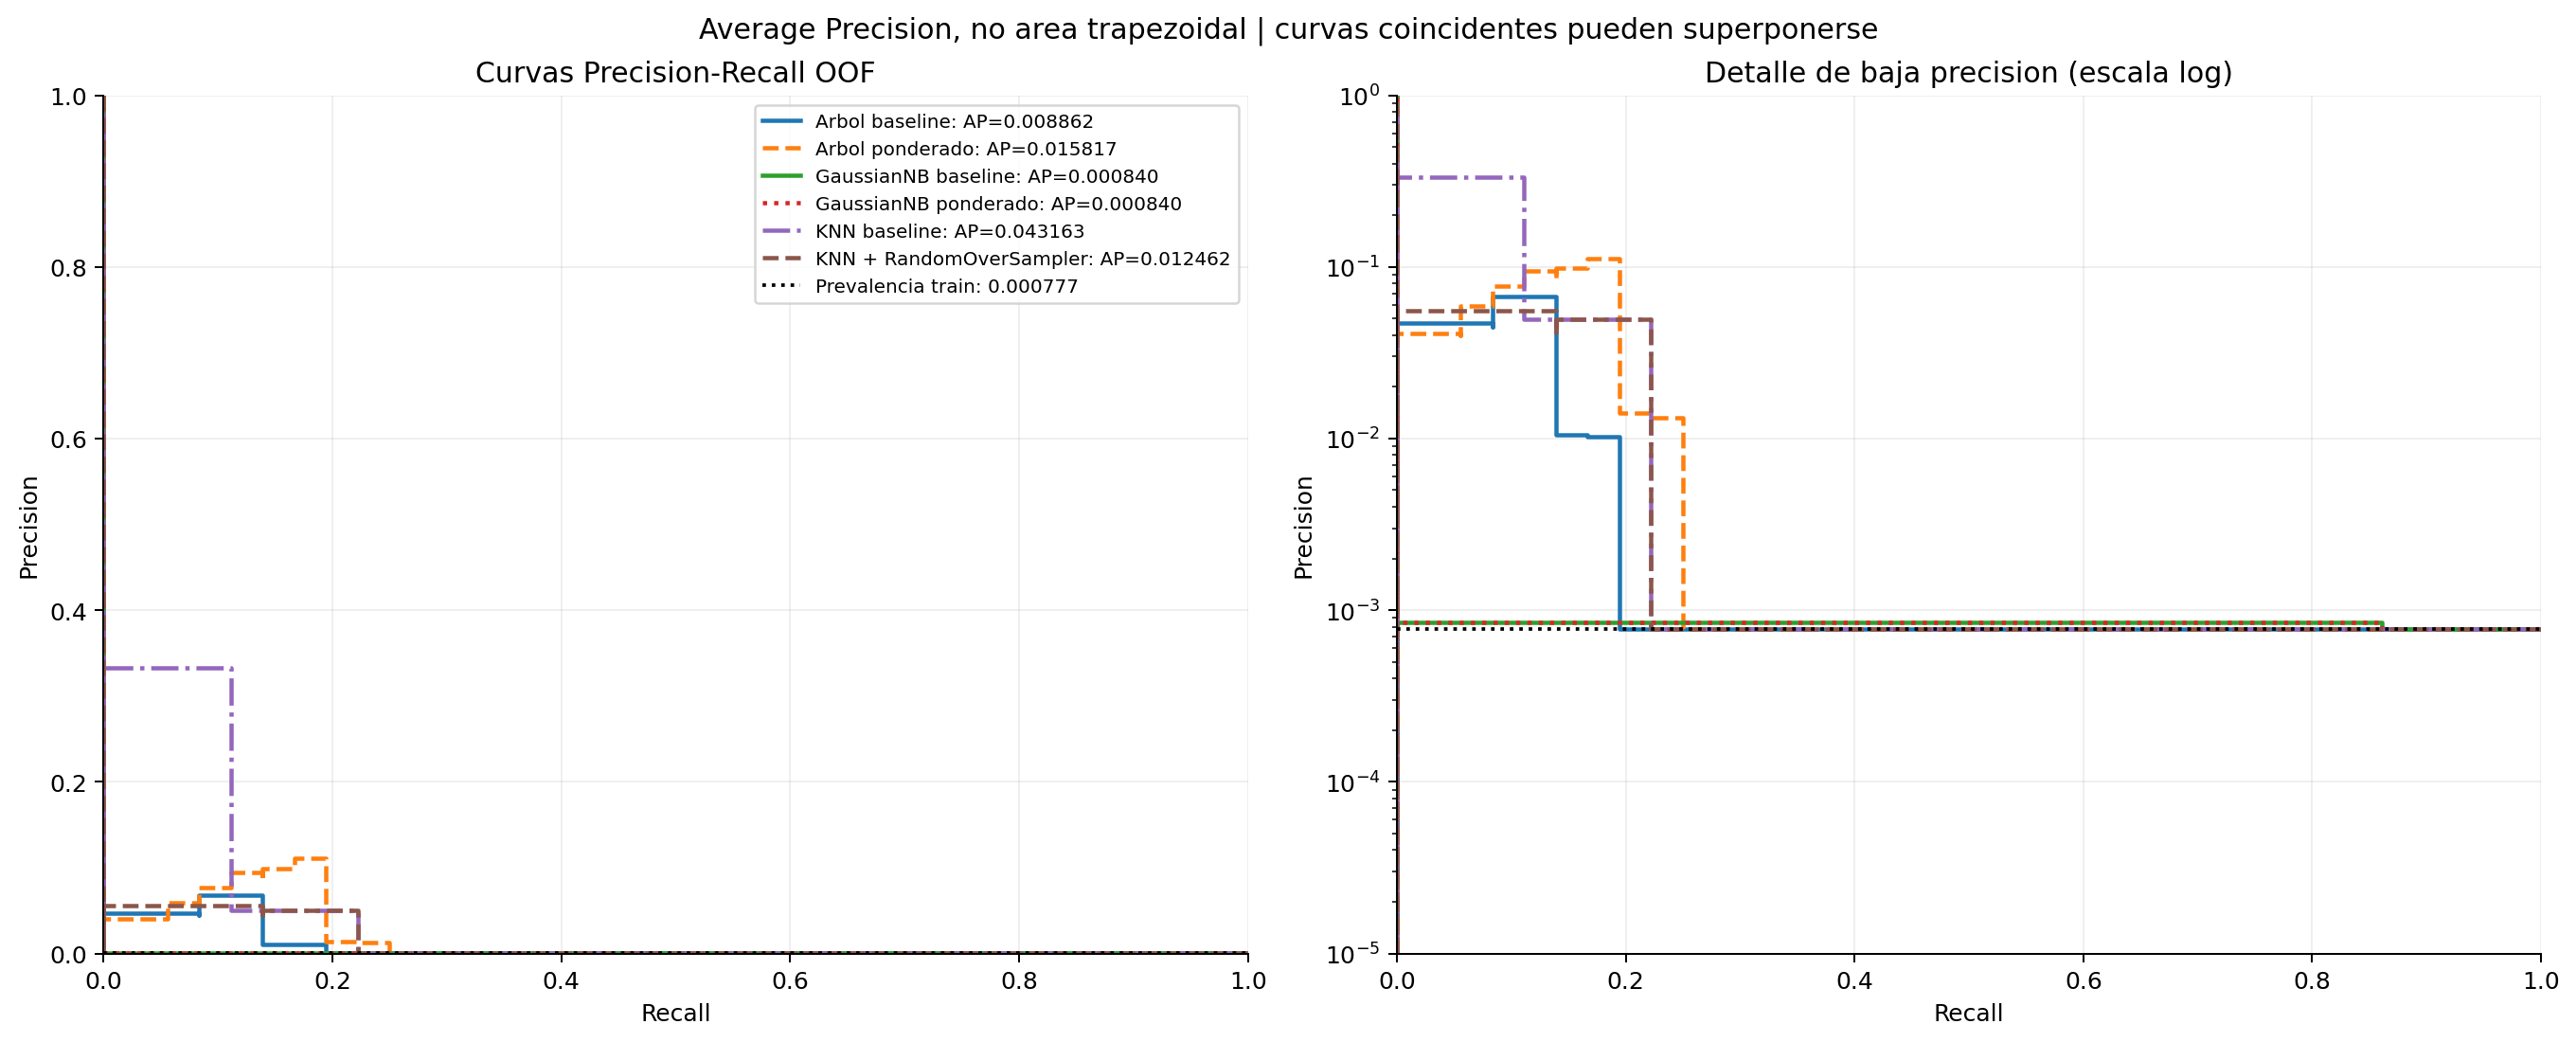 Average Precision, no area trapezoidal | curvas coincidentes pueden superponerse
Curvas Precision-Recall OOF
1.0
0.8
0.6
0.4
0.2
0.0
Precision
Arbol baseline: AP=0.008862
Arbol ponderado: AP=0.015817
GaussianNB baseline: AP=0.000840
GaussianNB ponderado: AP=0.000840
KNN baseline: AP=0.043163
KNN + RandomOverSampler: AP=0.012462
Prevalencia train: 0.000777
0.0 0.2 0.4 0.6 0.8 1.0
Recall
Detalle de baja precision (escala log)
10⁰
10⁻¹
10⁻²
10⁻³
10⁻⁴
10⁻⁵
Precision
0.0 0.2 0.4 0.6 0.8 1.0
Recall